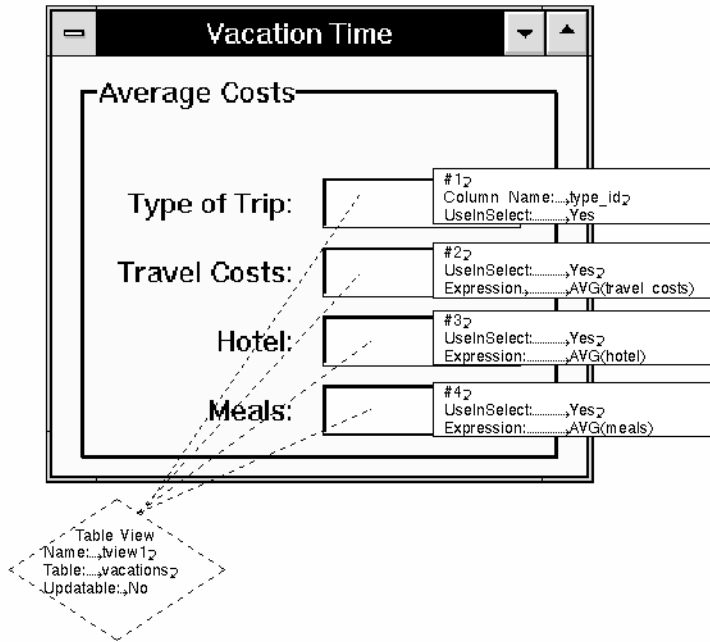 Vacation Time
Average Costs
Type of Trip:
#1
Column Name: type_id
UseInSelect: Yes
Travel Costs:
#2
UseInSelect: Yes
Expression AVG(travel costs)
Hotel:
#3
UseInSelect: Yes
Expression: AVG(hotel)
Meals:
#4
UseInSelect: Yes
Expression: AVG(meals)
Table View
Name: tview1
Table: vacations
Updatable: No